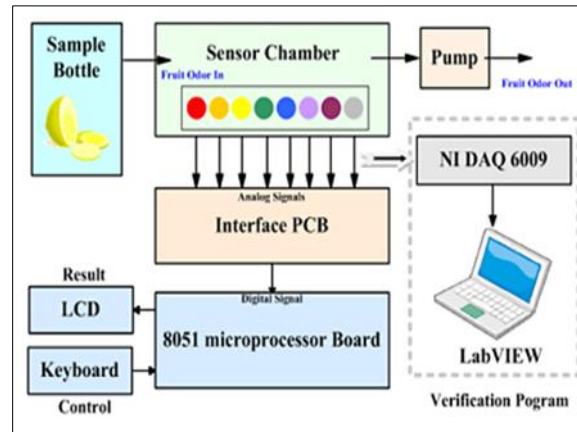 Sample
Bottle
Sensor Chamber
Fruit Odor In
Pump
Fruit Odor Out
NI DAQ 6009
Analog Signals
Interface PCB
Result
LCD
Digital Signal
8051 microprocessor Board
Keyboard
Control
LabVIEW
Verification Pogram